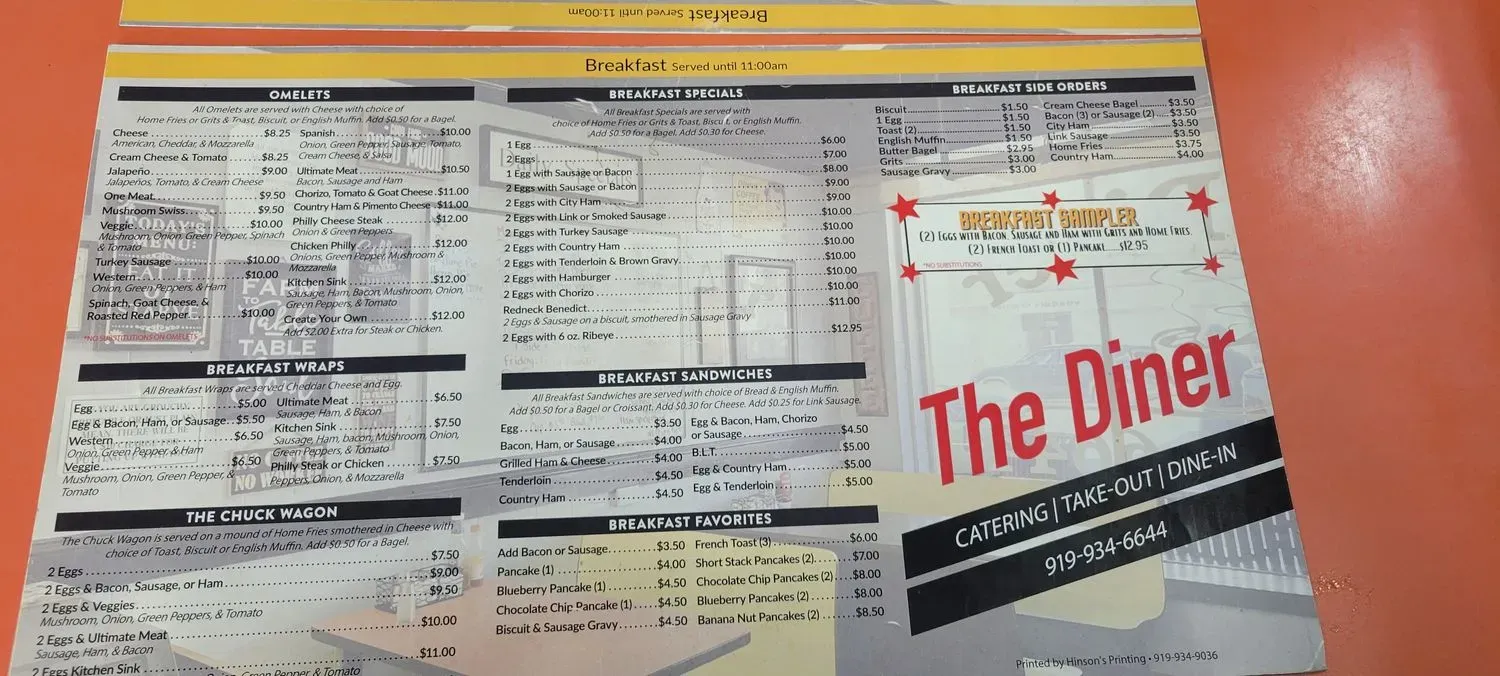 Breakfast Served until 11:00am
Breakfast Served until 11:00am
OMELETS
All Omelets are served with Cheese with choice of
Home Fries or Grits & Toast, Biscuit, or English Muffin. Add $0.50 for a Bagel.
Cheese $8.25
American, Cheddar, & Mozzarella
Cream Cheese & Tomato $8.25
Jalapeño $9.00
Jalapeños, Tomato, & Cream Cheese
One Meat $9.50
Mushroom Swiss $9.50
Veggie $10.00
Mushroom, Onion, Green Pepper, Spinach
& Tomato
Turkey Sausage $10.00
Western $10.00
Onion, Green Peppers, & Ham
Spinach, Goat Cheese, &
Roasted Red Pepper $10.00
*NO SUBSTITUTIONS ON OMELETS
Spanish $10.00
Onion, Green Pepper, Sausage, Tomato,
Cream Cheese, & Salsa
Ultimate Meat $10.50
Bacon, Sausage and Ham
Chorizo, Tomato & Goat Cheese $11.00
Country Ham & Pimento Cheese $11.00
Philly Cheese Steak $12.00
Onion & Green Peppers
Chicken Philly $12.00
Onions, Green Pepper, Mushroom &
Mozzarella
Kitchen Sink $12.00
Sausage, Ham, Bacon, Mushroom, Onion,
Green Peppers, & Tomato
Create Your Own $12.00
Add $2.00 Extra for Steak or Chicken.
BREAKFAST WRAPS
All Breakfast Wraps are served Cheddar Cheese and Egg.
Egg $5.00
Egg & Bacon, Ham, or Sausage $5.50
Western $6.50
Onion, Green Pepper, & Ham
Veggie $6.50
Mushroom, Onion, Green Pepper, &
Tomato
Ultimate Meat $6.50
Sausage, Ham, & Bacon
Kitchen Sink $7.50
Sausage, Ham, bacon, Mushroom, Onion,
Green Peppers, & Tomato
Philly Steak or Chicken $7.50
Peppers, Onion, & Mozzarella
THE CHUCK WAGON
The Chuck Wagon is served on a mound of Home Fries smothered in Cheese with
choice of Toast, Biscuit or English Muffin. Add $0.50 for a Bagel.
2 Eggs $7.50
2 Eggs & Bacon, Sausage, or Ham $9.00
2 Eggs & Veggies $9.50
Mushroom, Onion, Green Peppers, & Tomato
2 Eggs & Ultimate Meat $10.00
Sausage, Ham, & Bacon
2 Eggs Kitchen Sink $11.00
Onion, Green Peppers, & Tomato
BREAKFAST SPECIALS
All Breakfast Specials are served with
choice of Home Fries or Grits & Toast, Biscuit, or English Muffin.
Add $0.50 for a Bagel. Add $0.30 for Cheese.
1 Egg $6.00
2 Eggs $7.00
1 Egg with Sausage or Bacon $8.00
2 Eggs with Sausage or Bacon $9.00
2 Eggs with City Ham $9.00
2 Eggs with Link or Smoked Sausage $10.00
2 Eggs with Turkey Sausage $10.00
2 Eggs with Country Ham $10.00
2 Eggs with Tenderloin & Brown Gravy $10.00
2 Eggs with Hamburger $10.00
2 Eggs with Chorizo $10.00
Redneck Benedict $11.00
2 Eggs & Sausage on a biscuit, smothered in Sausage Gravy
2 Eggs with 6 oz. Ribeye $12.95
BREAKFAST SANDWICHES
All Breakfast Sandwiches are served with choice of Bread & English Muffin.
Add $0.50 for a Bagel or Croissant. Add $0.30 for Cheese. Add $0.25 for Link Sausage.
Egg $3.50
Bacon, Ham, or Sausage $4.00
Grilled Ham & Cheese $4.00
Tenderloin $4.50
Country Ham $4.50
Egg & Bacon, Ham, Chorizo
or Sausage $4.50
B.L.T. $5.00
Egg & Country Ham $5.00
Egg & Tenderloin $5.00
BREAKFAST FAVORITES
Add Bacon or Sausage $3.50
Pancake (1) $4.00
Blueberry Pancake (1) $4.50
Chocolate Chip Pancake (1) $4.50
Biscuit & Sausage Gravy $4.50
French Toast (3) $6.00
Short Stack Pancakes (2) $7.00
Chocolate Chip Pancakes (2) $8.00
Blueberry Pancakes (2) $8.00
Banana Nut Pancakes (2) $8.50
BREAKFAST SIDE ORDERS
Biscuit $1.50
1 Egg $1.50
Toast (2) $1.50
English Muffin $1.50
Butter Bagel $2.95
Grits $3.00
Sausage Gravy $3.00
Cream Cheese Bagel $3.50
Bacon (3) or Sausage (2) $3.50
City Ham $3.50
Link Sausage $3.50
Home Fries $3.75
Country Ham $4.00
BREAKFAST SAMPLER
(2) EGGS WITH BACON, SAUSAGE AND HAM WITH GRITS AND HOME FRIES.
(2) FRENCH TOAST OR (1) PANCAKE.....$12.95
*NO SUBSTITUTIONS
The Diner
CATERING | TAKE-OUT | DINE-IN
919-934-6644
Printed by Hinson's Printing • 919-934-9036